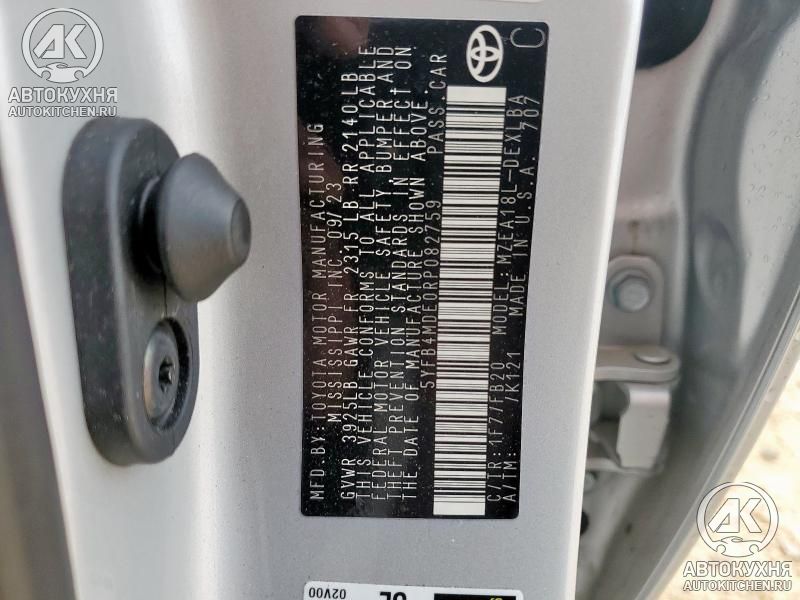 АК
АВТОКУХНЯ
AUTOKITCHEN.RU
MFD BY: TOYOTA MOTOR MANUFACTURING
MISSISSIPPI INC 09/23
GVWR 3925LB GAWR FR 2315 LB RR 2140 LB
THIS VEHICLE CONFORMS TO ALL APPLICABLE
FEDERAL MOTOR VEHICLE SAFETY, BUMPER, AND
THEFT PREVENTION STANDARDS IN EFFECT ON
THE DATE OF MANUFACTURE SHOWN ABOVE.
5YFB4MDE0RP082759 PASS. CAR
C/TR: 1F7/FB20 MODEL: MZEA18L-DEXLBA
A/TM: /K121 MADE IN U.S.A. 707
C
02V00
АК
АВТОКУХНЯ
AUTOKITCHEN.RU